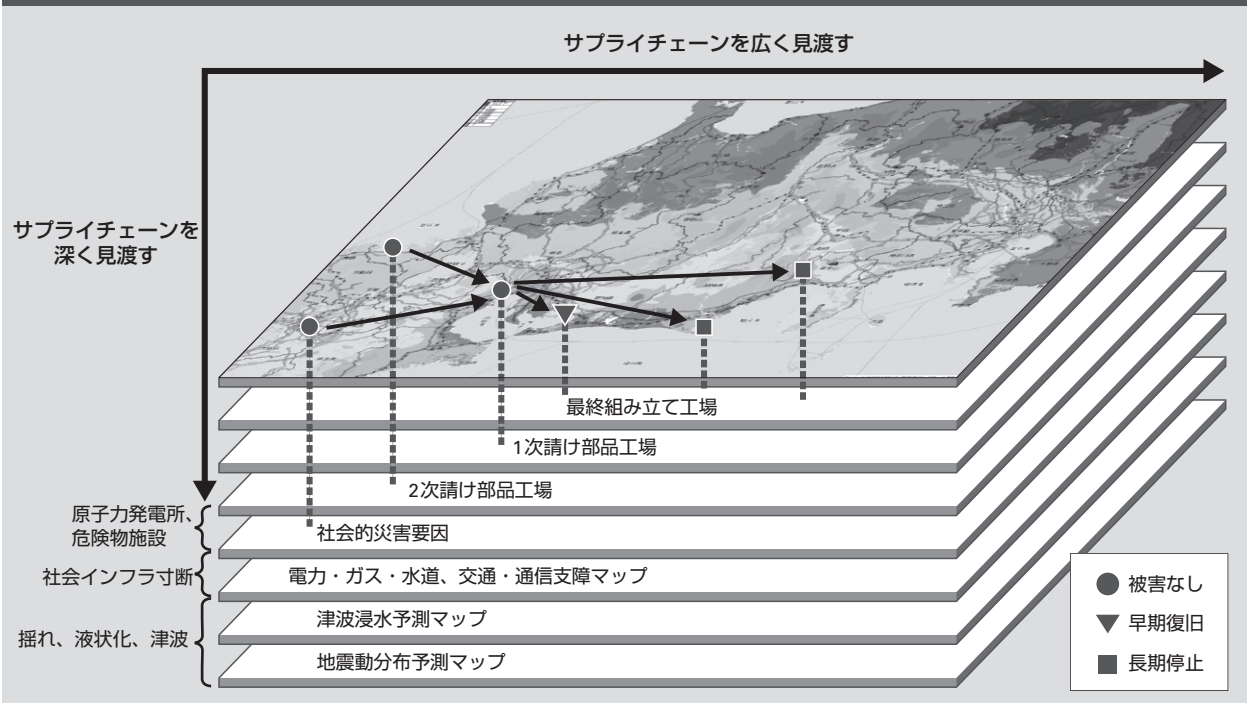 サプライチェーンを広く見渡す
サプライチェーンを
深く見渡す
最終組み立て工場
1次請け部品工場
2次請け部品工場
原子力発電所、
危険物施設
社会的災害要因
社会インフラ寸断
電力・ガス・水道、交通・通信支障マップ
揺れ、液状化、津波
津波浸水予測マップ
地震動分布予測マップ
被害なし
早期復旧
長期停止